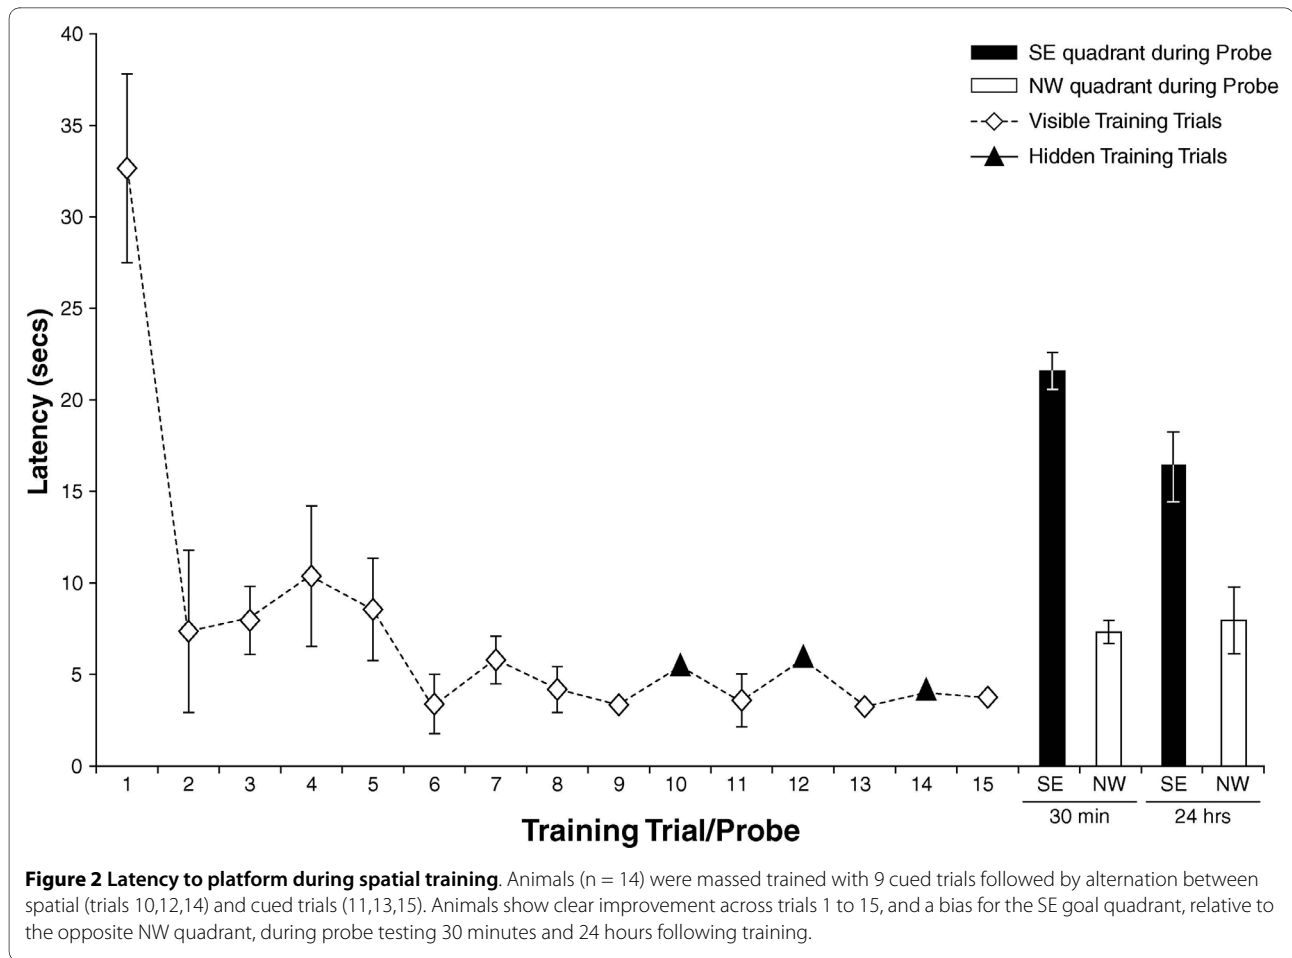 40
35
30
25
20
15
10
5
0
Latency (secs)
SE quadrant during Probe
NW quadrant during Probe
Visible Training Trials
Hidden Training Trials
1 2 3 4 5 6 7 8 9 10 11 12 13 14 15 SE NW SE NW
30 min 24 hrs
Training Trial/Probe
Figure 2 Latency to platform during spatial training. Animals (n = 14) were massed trained with 9 cued trials followed by alternation between
spatial (trials 10,12,14) and cued trials (11,13,15). Animals show clear improvement across trials 1 to 15, and a bias for the SE goal quadrant, relative to
the opposite NW quadrant, during probe testing 30 minutes and 24 hours following training.